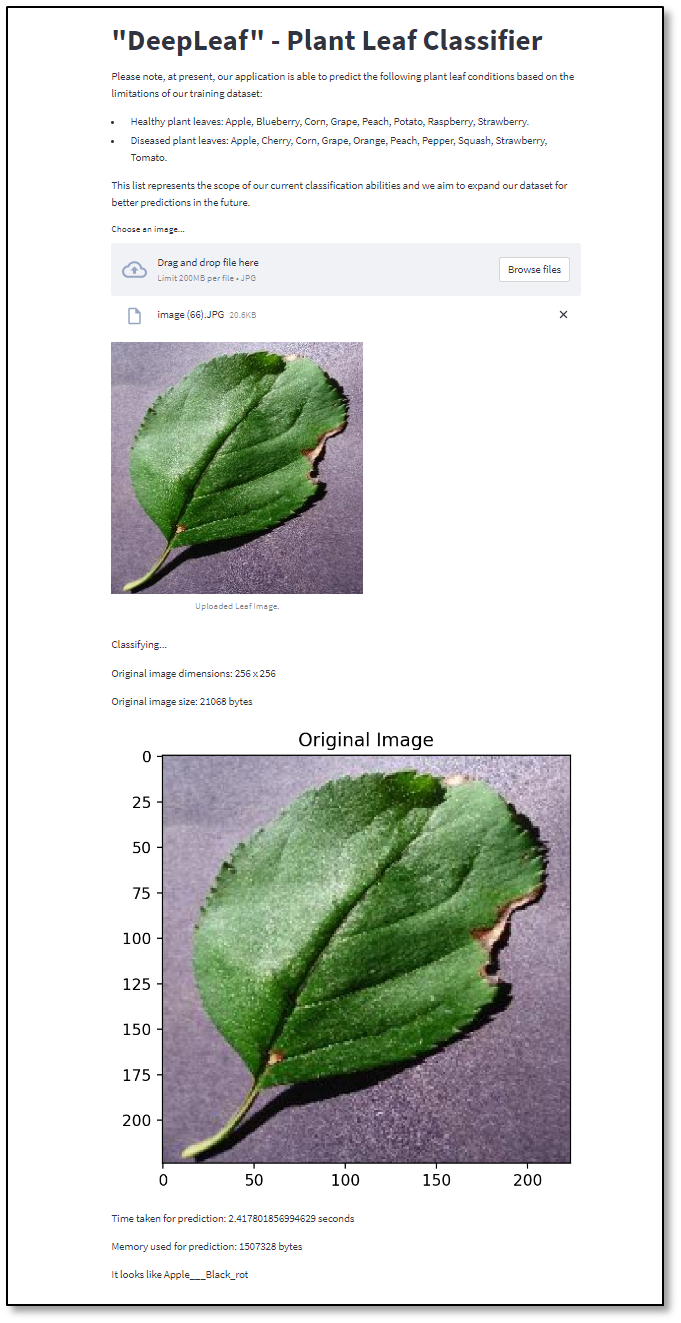 "DeepLeaf" - Plant Leaf Classifier
Please note, at present, our application is able to predict the following plant leaf conditions based on the
limitations of our training dataset:
• Healthy plant leaves: Apple, Blueberry, Corn, Grape, Peach, Potato, Raspberry, Strawberry.
• Diseased plant leaves: Apple, Cherry, Corn, Grape, Orange, Peach, Pepper, Squash, Strawberry,
Tomato.
This list represents the scope of our current classification abilities and we aim to expand our dataset for
better predictions in the future.
Choose an image...
Drag and drop file here
Limit 200MB per file • JPG
Browse files
image (66).JPG 20.6KB
Uploaded Leaf Image.
Classifying...
Original image dimensions: 256 x 256
Original image size: 21068 bytes
Original Image
0
25
50
75
100
125
150
175
200
0 50 100 150 200
Time taken for prediction: 2.417801856994629 seconds
Memory used for prediction: 1507328 bytes
It looks like Apple___Black_rot